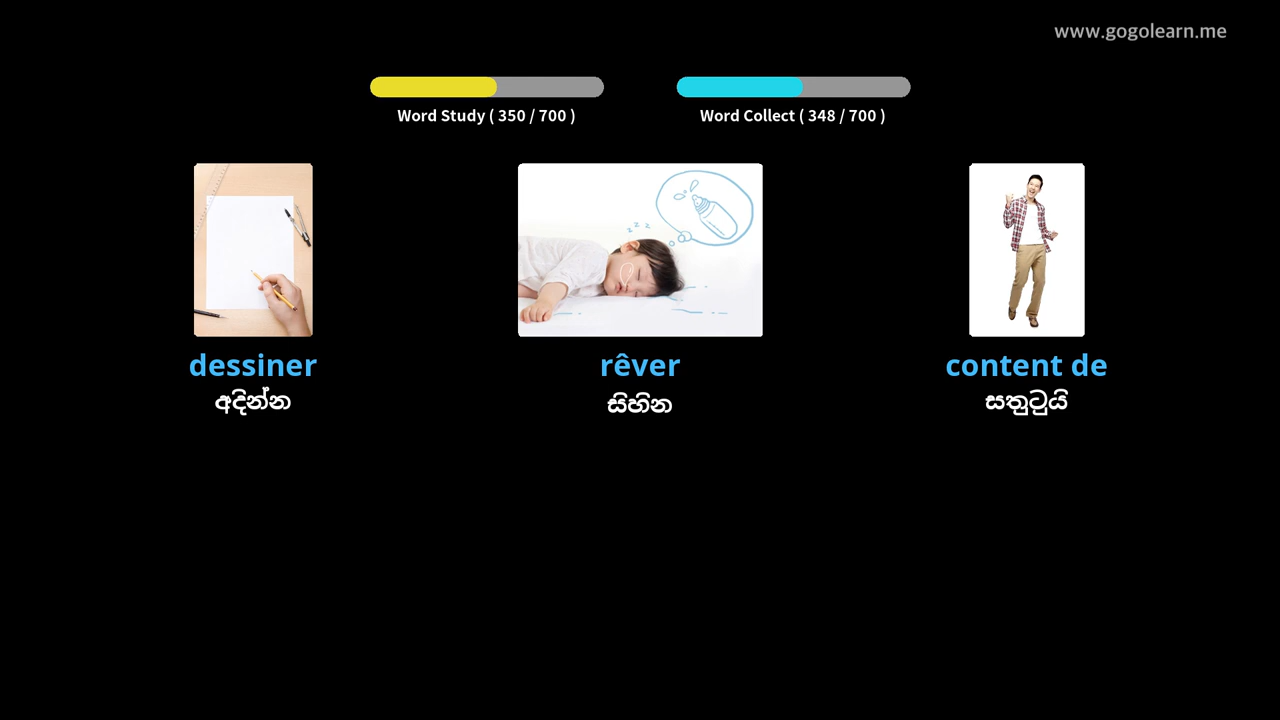 www.gogolearn.me
Word Study ( 350 / 700 )
Word Collect ( 348 / 700 )
dessiner
අදින්න
rêver
සිහින
content de
සතුටුයි